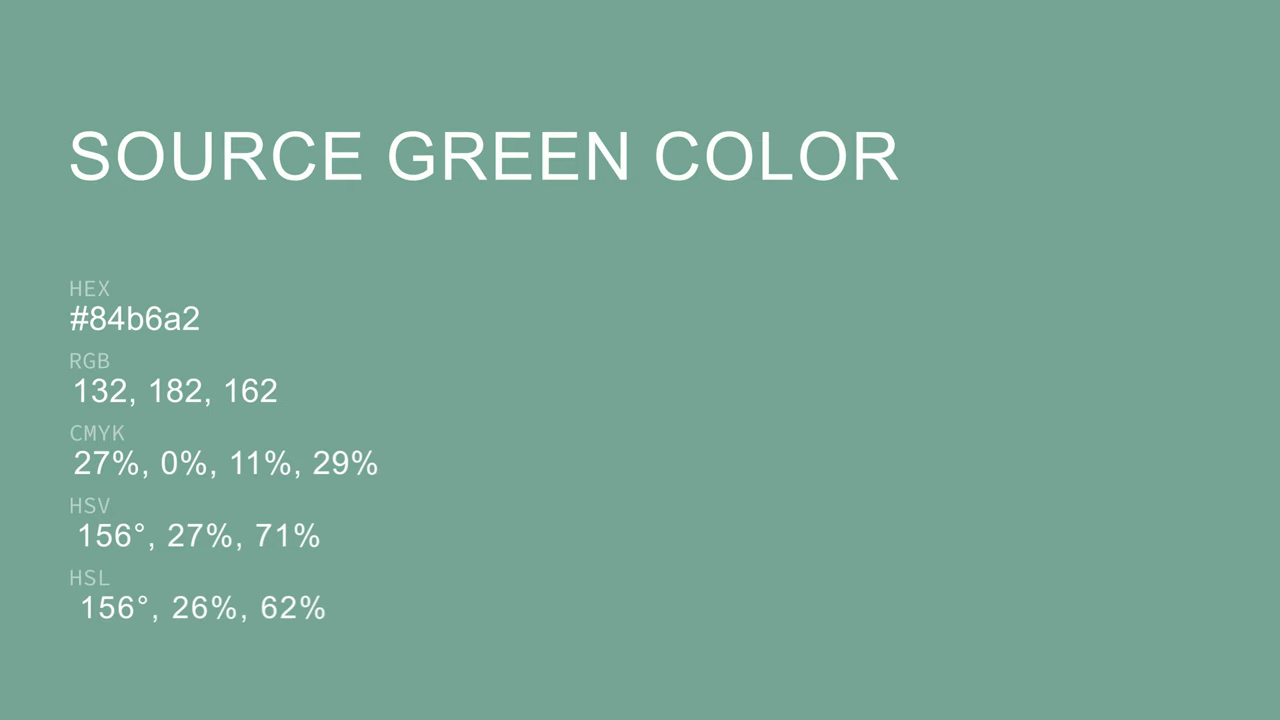 SOURCE GREEN COLOR
HEX
#84b6a2
RGB
132, 182, 162
CMYK
27%, 0%, 11%, 29%
HSV
156°, 27%, 71%
HSL
156°, 26%, 62%